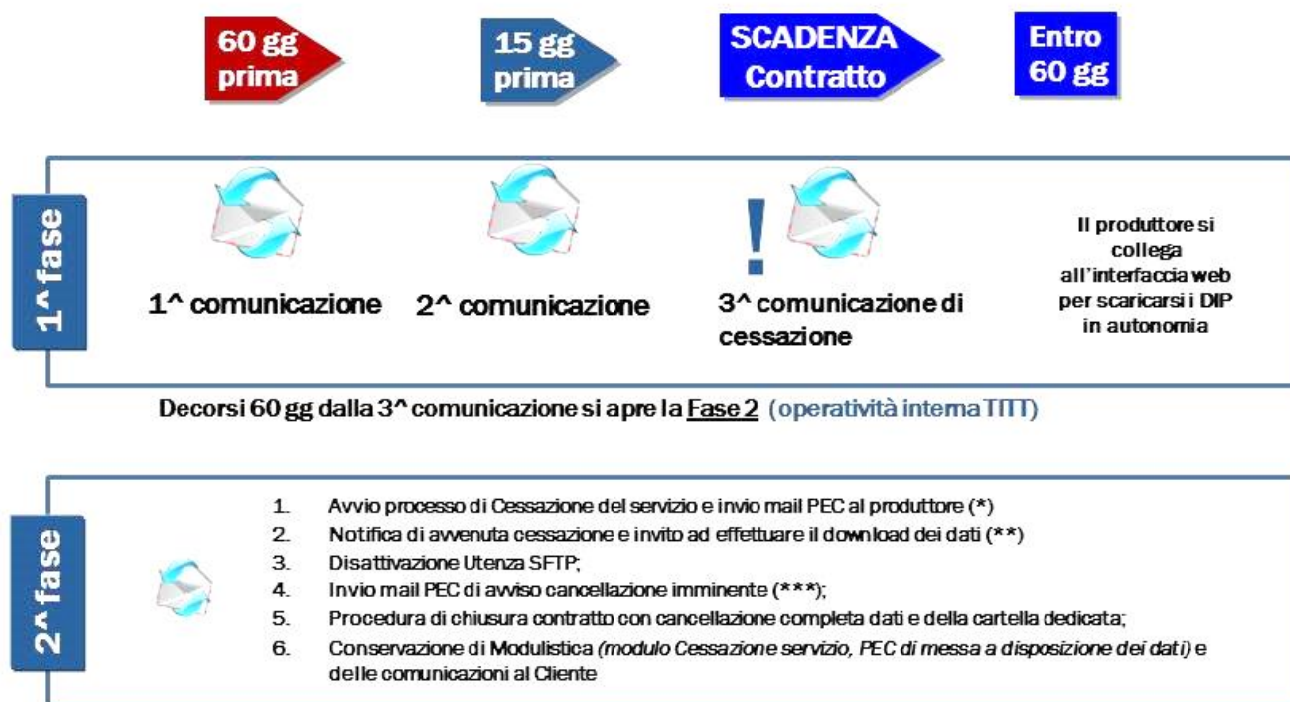 60 gg
prima
15 gg
prima
SCADENZA
Contratto
Entro
60 gg
1^ fase
1^ comunicazione
2^ comunicazione
!
3^ comunicazione di
cessazione
Il produttore si
collega
all'interfaccia web
per scaricarsi i DIP
in autonomia
Decorsi 60 gg dalla 3^ comunicazione si apre la Fase 2 (operatività interna TITT)
2^ fase
1. Avvio processo di Cessazione del servizio e invio mail PEC al produttore (*)
2. Notifica di avvenuta cessazione e invito ad effettuare il download dei dati (**)
3. Disattivazione Utenza SFTP;
4. Invio mail PEC di avviso cancellazione imminente (***);
5. Procedura di chiusura contratto con cancellazione completa dati e della cartella dedicata;
6. Conservazione di Modulistica (modulo Cessazione servizio, PEC di messa a disposizione dei dati) e
delle comunicazioni al Cliente